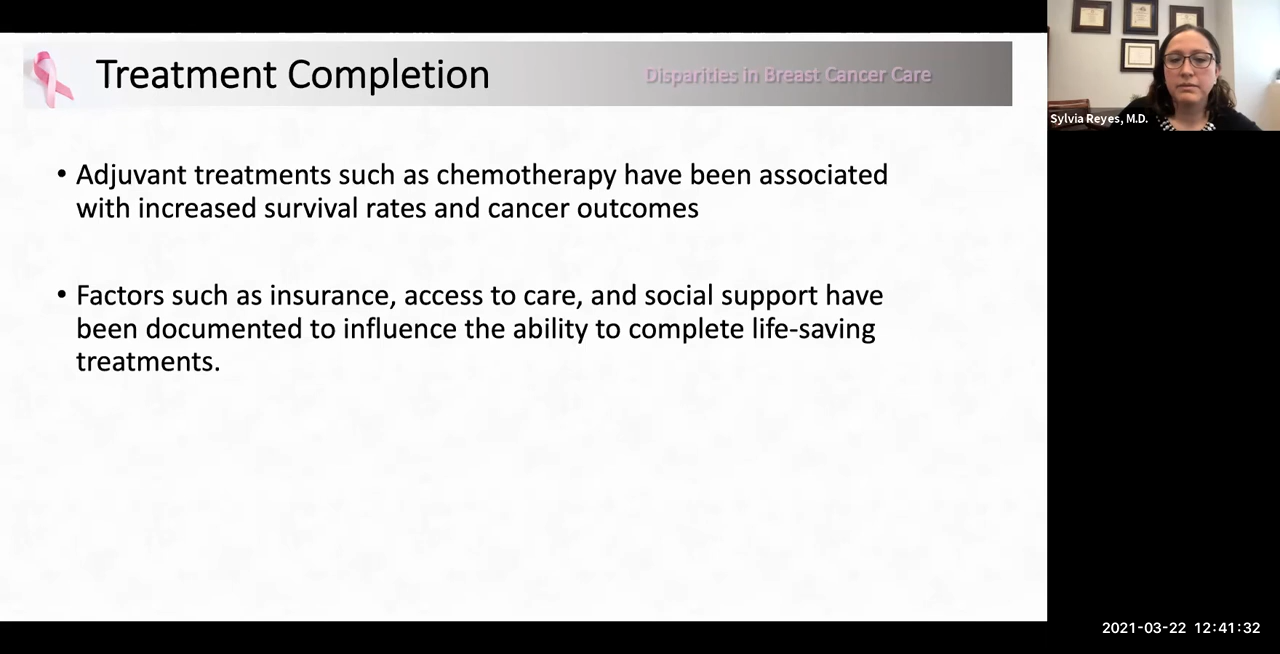 Treatment Completion
Disparities in Breast Cancer Care
Sylvia Reyes, M.D.
• Adjuvant treatments such as chemotherapy have been associated
with increased survival rates and cancer outcomes
• Factors such as insurance, access to care, and social support have
been documented to influence the ability to complete life-saving
treatments.
2021-03-22 12:41:32